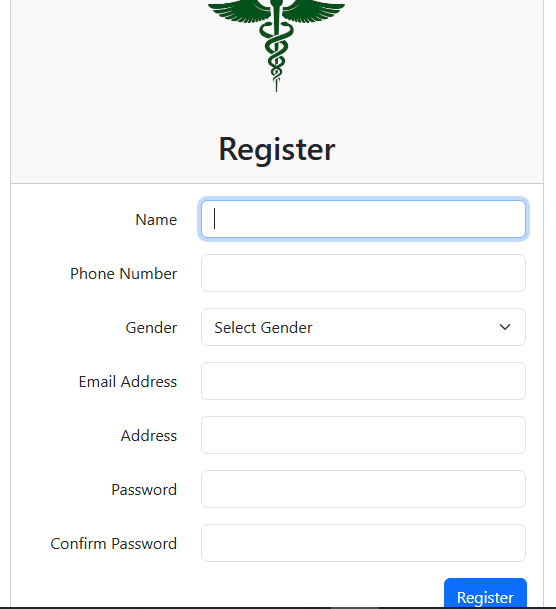 Register
Name
Phone Number
Gender Select Gender
Email Address
Address
Password
Confirm Password
Register